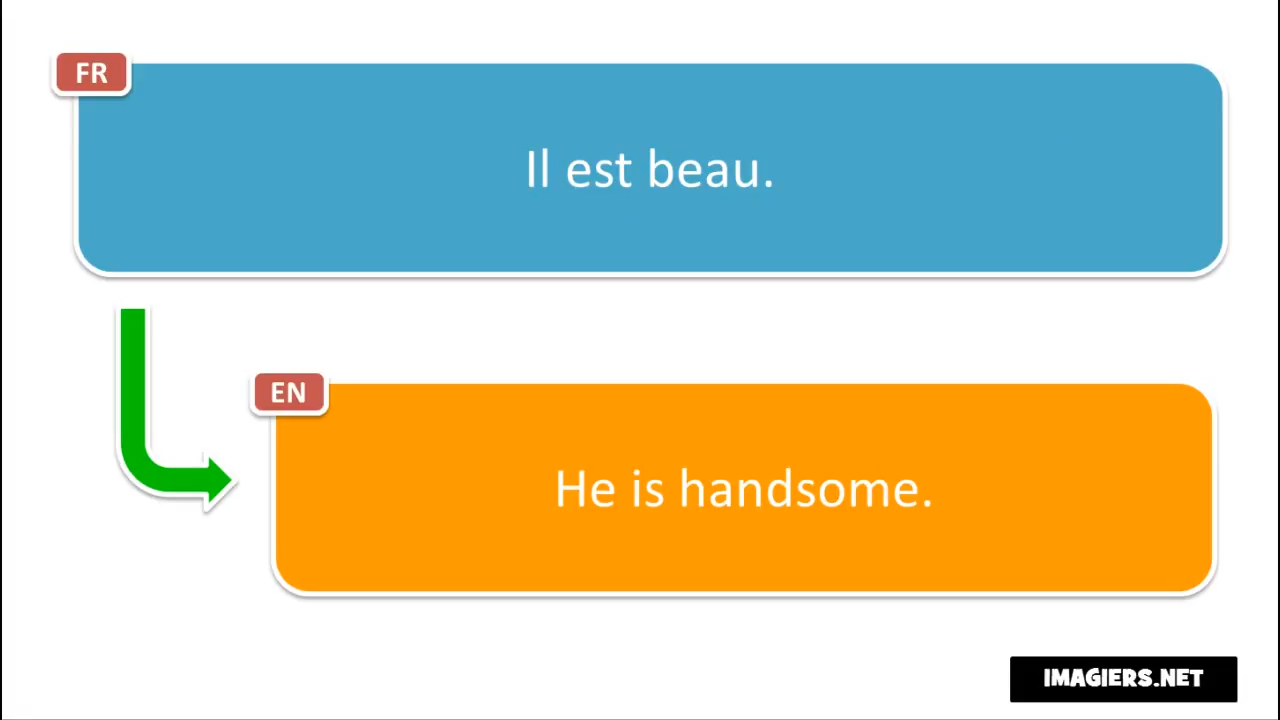 FR
Il est beau.
EN
He is handsome.
IMAGIERS.NET